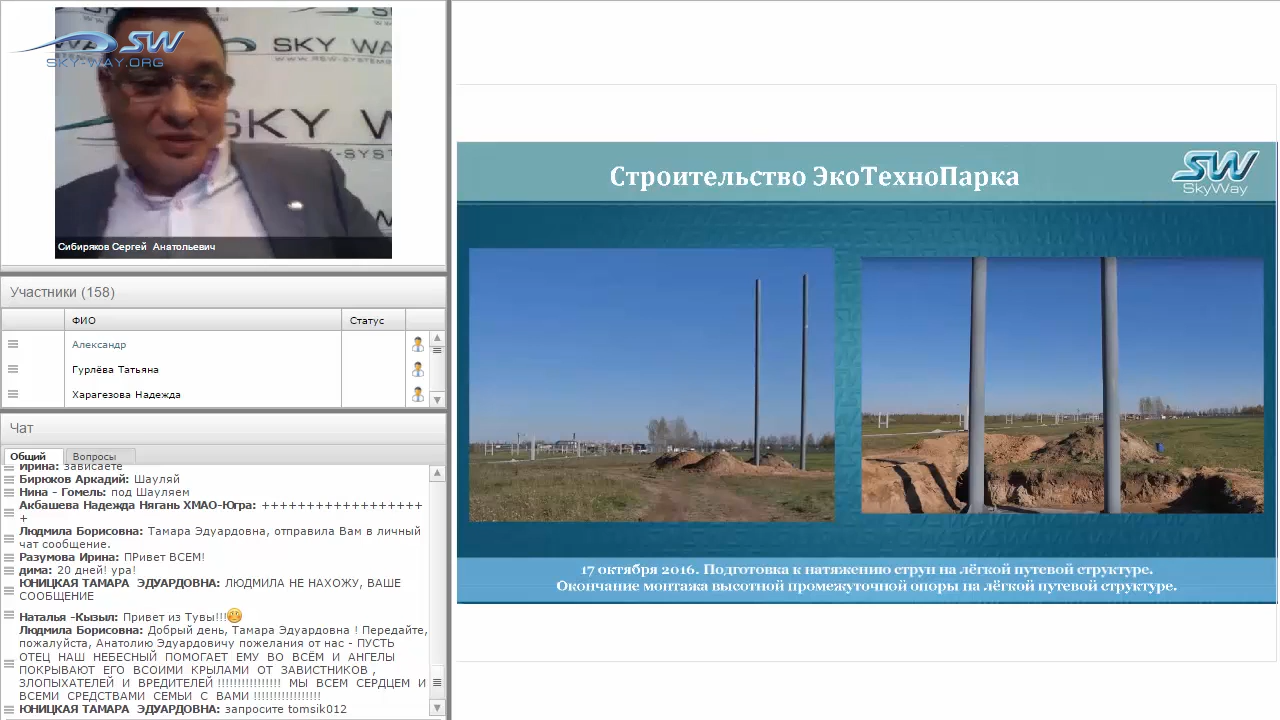 SKY WAY
SW
SKY-WAY.ORG
SKY W
Сибиряков Сергей Анатольевич
Участники (158)
ФИО
Статус
Александр
Гурлёва Татьяна
Харагезова Надежда
Чат
Общий
Вопросы
Ирина: зависаете
Бирюков Аркадий: Шауляй
Нина - Гомель: под Шауляем
Акбашева Надежда Нягань ХМАО-Югра: ++++++++++++++++++
+
Людмила Борисовна: Тамара Эдуардовна, отправила Вам в личный
чат сообщение.
Разумова Ирина: ПРивет ВСЕМ!
дима: 20 дней! ура!
ЮНИЦКАЯ ТАМАРА ЭДУАРДОВНА: ЛЮДМИЛА НЕ НАХОЖУ, ВАШЕ
СООБЩЕНИЕ
Наталья -Кызыл: Привет из Тувы!!!
Людмила Борисовна: Добрый день, Тамара Эдуардовна ! Передайте,
пожалуйста, Анатолию Эдуардовичу пожелания от нас - ПУСТЬ
ОТЕЦ НАШ НЕБЕСНЫЙ ПОМОГАЕТ ЕМУ ВО ВСЁМ И АНГЕЛЫ
ПОКРЫВАЮТ ЕГО ВСОИМИ КРЫЛАМИ ОТ ЗАВИСТНИКОВ ,
ЗЛОПЫХАТЕЛЕЙ И ВРЕДИТЕЛЕЙ !!!!!!!!!!!!!!!! МЫ ВСЕМ СЕРДЦЕМ И
ВСЕМИ СРЕДСТВАМИ СЕМЬИ С ВАМИ !!!!!!!!!!!!!!!!!
ЮНИЦКАЯ ТАМАРА ЭДУАРДОВНА: запросите tomsik012
Строительство ЭкоТехноПарка
SW
SkyWay
17 октября 2016. Подготовка к натяжению струн на лёгкой путевой структуре.
Окончание монтажа высотной промежуточной опоры на лёгкой путевой структуре.